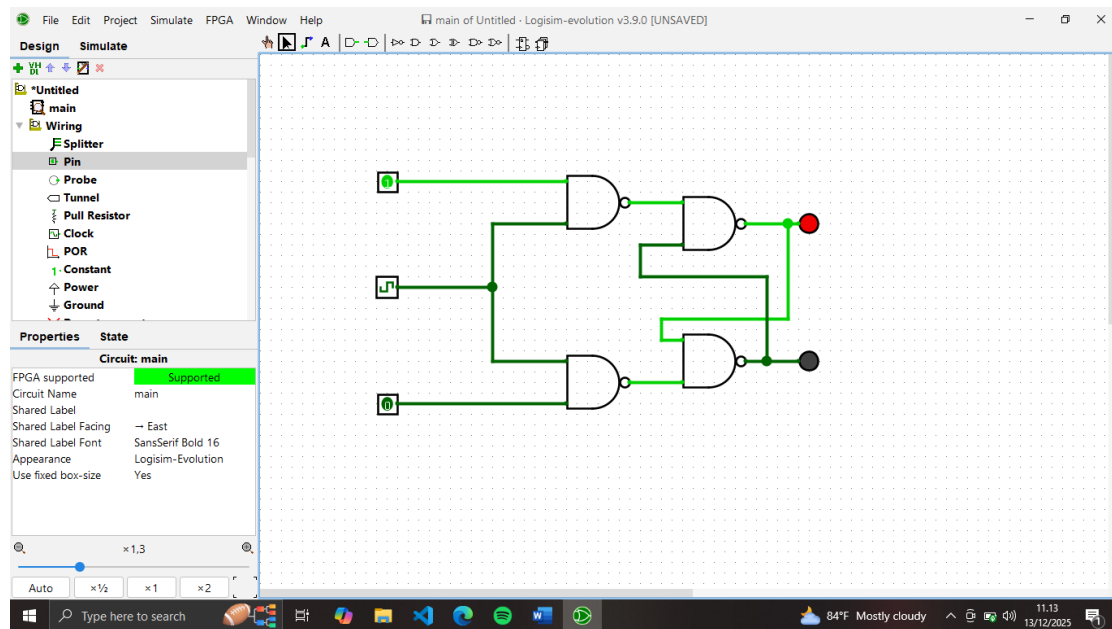 File Edit Project Simulate FPGA Window Help
main of Untitled · Logisim-evolution v3.9.0 [UNSAVED]
Design Simulate
A
VH
DL
*Untitled
main
Wiring
Splitter
Pin
Probe
Tunnel
Pull Resistor
Clock
POR
1 Constant
Power
Ground
1
0
Properties State
Circuit: main
FPGA supported Supported
Circuit Name main
Shared Label
Shared Label Facing → East
Shared Label Font SansSerif Bold 16
Appearance Logisim-Evolution
Use fixed box-size Yes
×1,3
Auto ×½ ×1 ×2
Type here to search
84°F Mostly cloudy
11.13
13/12/2025
1